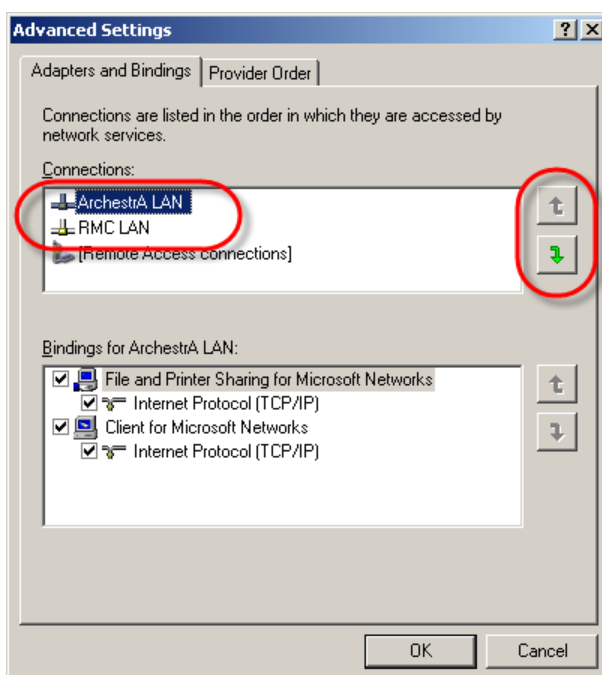 Advanced Settings
Adapters and Bindings
Provider Order
Connections are listed in the order in which they are accessed by
network services.
Connections:
ArchestrA LAN
RMC LAN
[Remote Access connections]
Bindings for ArchestrA LAN:
File and Printer Sharing for Microsoft Networks
Internet Protocol (TCP/IP)
Client for Microsoft Networks
Internet Protocol (TCP/IP)
OK
Cancel